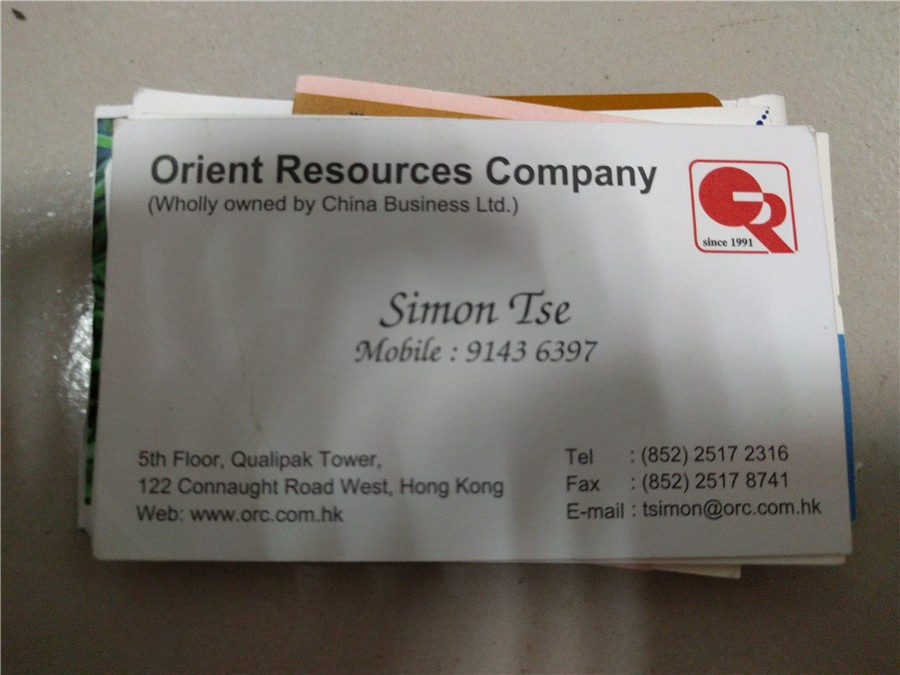 Orient Resources Company
(Wholly owned by China Business Ltd.)
since 1991
Simon Tse
Mobile : 9143 6397
5th Floor, Qualipak Tower,
122 Connaught Road West, Hong Kong
Web: www.orc.com.hk
Tel : (852) 2517 2316
Fax : (852) 2517 8741
E-mail : tsimon@orc.com.hk